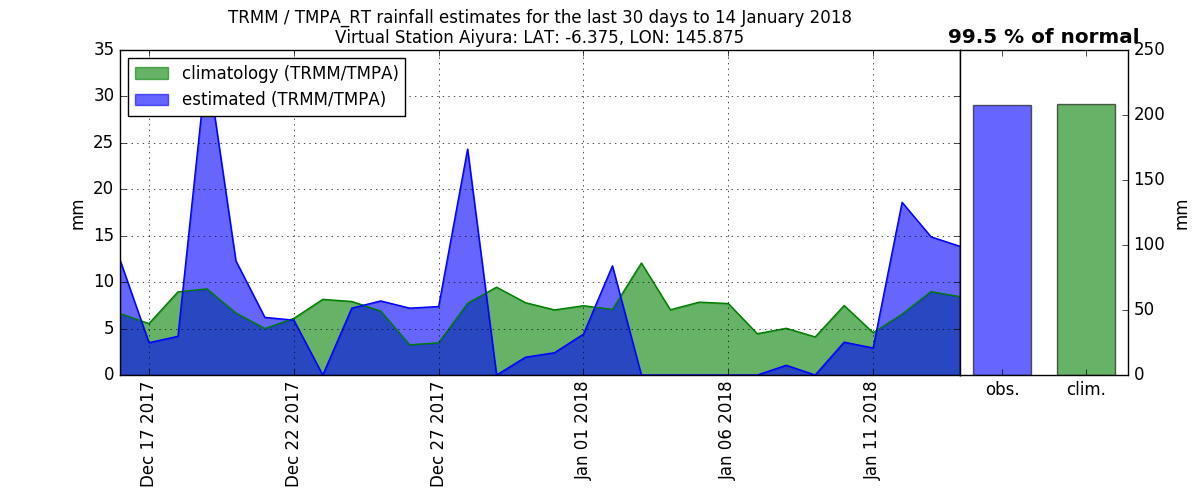 TRMM / TMPA_RT rainfall estimates for the last 30 days to 14 January 2018
Virtual Station Aiyura: LAT: -6.375, LON: 145.875
99.5 % of normal
climatology (TRMM/TMPA)
estimated (TRMM/TMPA)
35
30
25
20
15
10
5
0
mm
Dec 17 2017
Dec 22 2017
Dec 27 2017
Jan 01 2018
Jan 06 2018
Jan 11 2018
250
200
150
100
50
0
mm
obs.
clim.